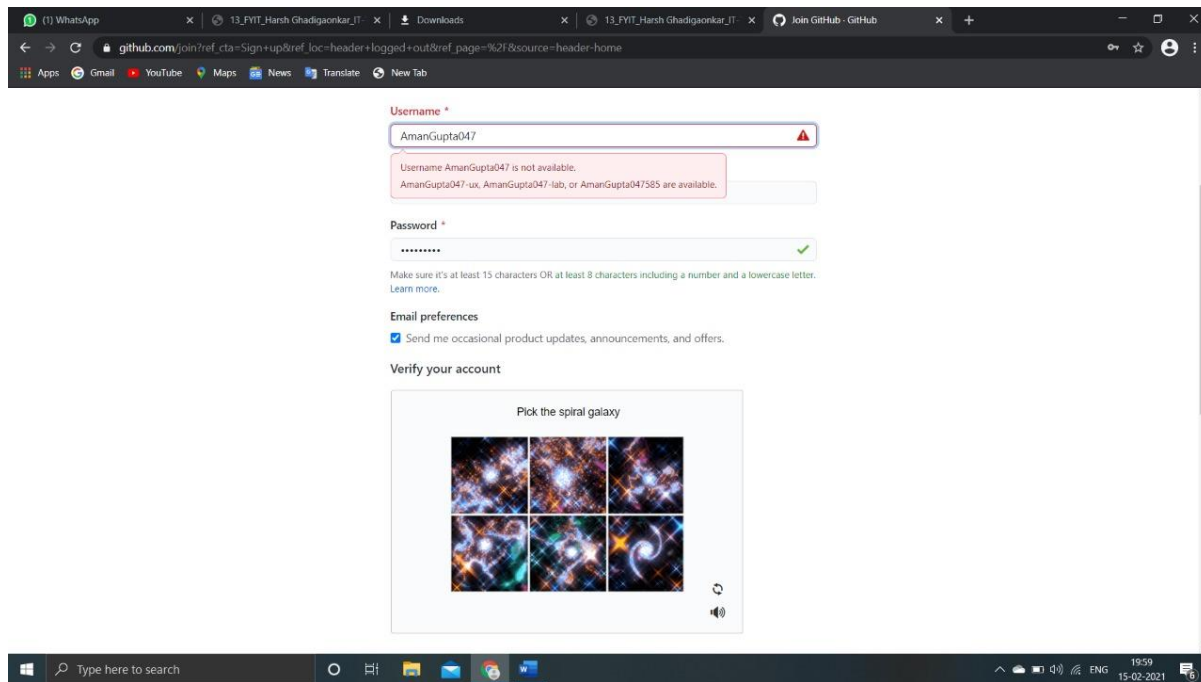 (1) WhatsApp
13_FYIT_Harsh Ghadigaonkar_IT-
Downloads
13_FYIT_Harsh Ghadigaonkar_IT-
Join GitHub · GitHub
github.com/join?ref_cta=Sign+up&ref_loc=header+logged+out&ref_page=%2F&source=header-home
Apps
Gmail
YouTube
Maps
News
Translate
New Tab
Username *
AmanGupta047
Username AmanGupta047 is not available.
AmanGupta047-ux, AmanGupta047-lab, or AmanGupta047585 are available.
Password *
•••••••••
Make sure it's at least 15 characters OR at least 8 characters including a number and a lowercase letter.
Learn more.
Email preferences
Send me occasional product updates, announcements, and offers.
Verify your account
Pick the spiral galaxy
Type here to search
ENG
19:59
15-02-2021